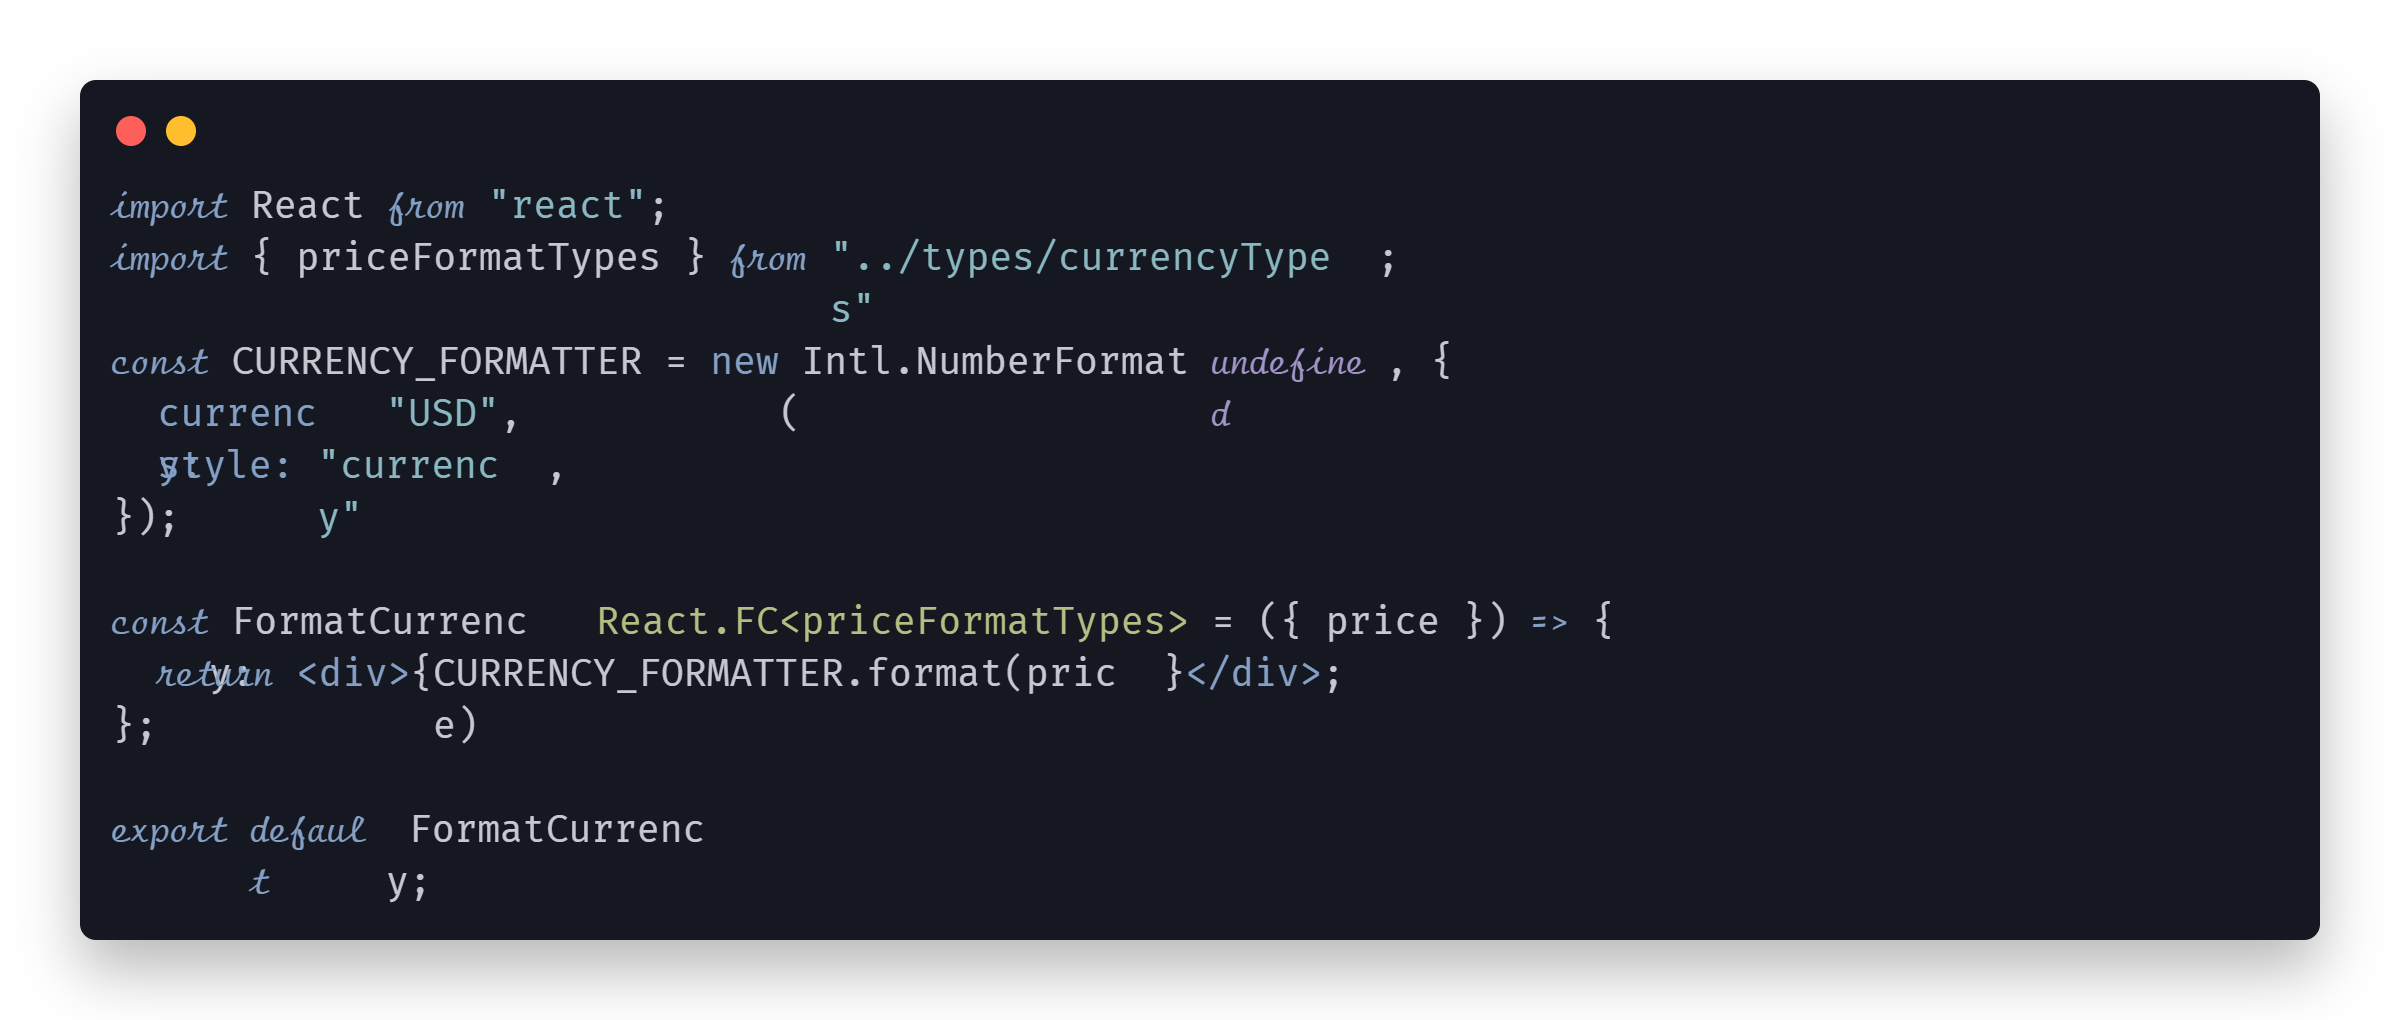 import React from "react";
import { priceFormatTypes } from "../types/currencyTypes";
const CURRENCY_FORMATTER = new Intl.NumberFormat(undefined, {
currency: "USD",
style: "currency",
});
const FormatCurrency: React.FC<priceFormatTypes> = ({ price }) => {
return <div>{CURRENCY_FORMATTER.format(price)}</div>;
};
export default FormatCurrency;